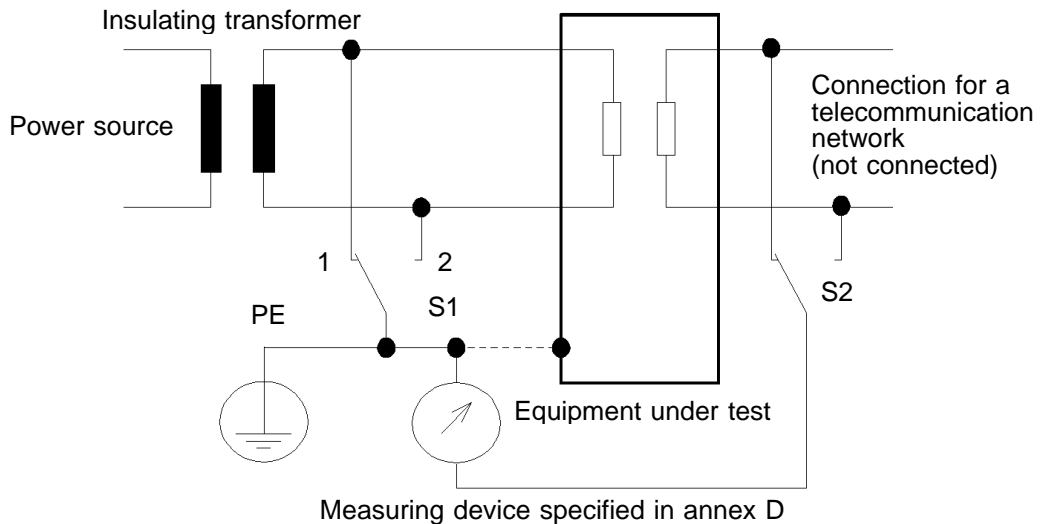 Insulating transformer
Power source
Connection for a
telecommunication
network
(not connected)
1
2
S1
S2
PE
Equipment under test
Measuring device specified in annex D